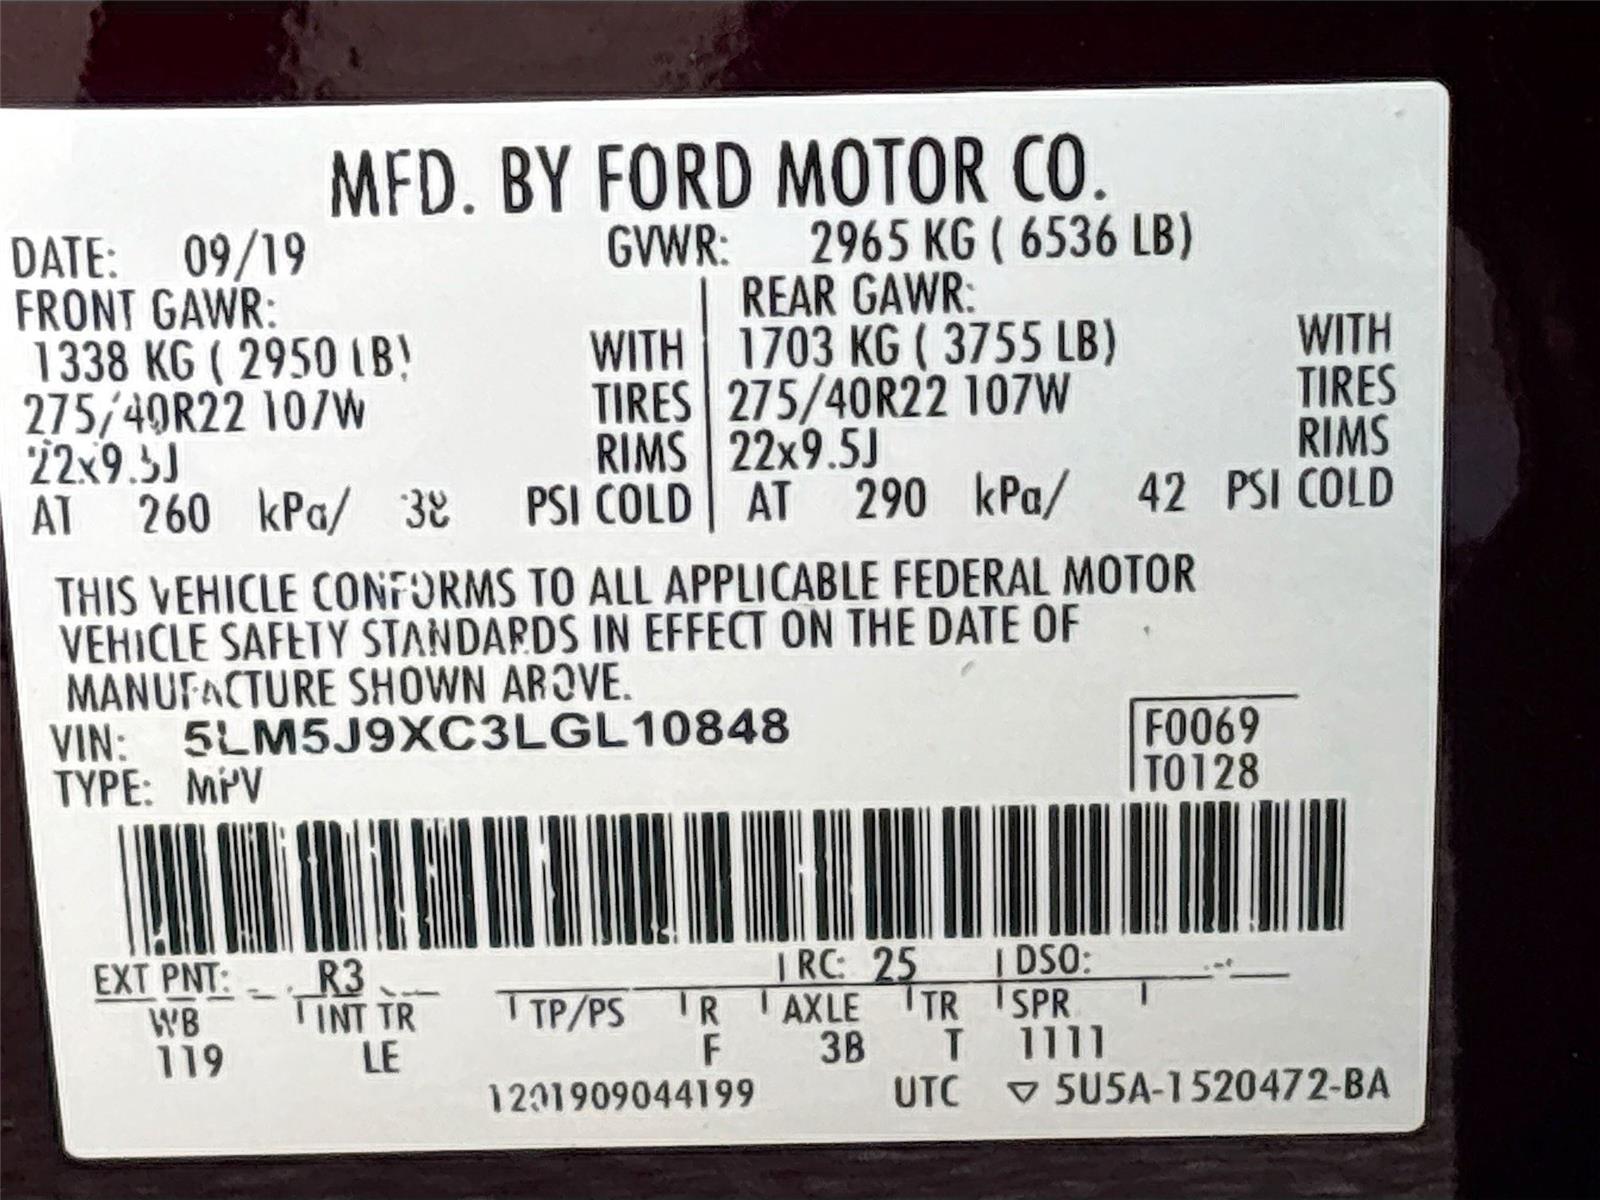 MFD. BY FORD MOTOR CO.
DATE: 09/19 GVWR: 2965 KG ( 6536 LB)
FRONT GAWR: REAR GAWR:
1338 KG ( 2950 LB) WITH 1703 KG ( 3755 LB) WITH
275/40R22 107W TIRES 275/40R22 107W TIRES
22x9.5J RIMS 22x9.5J RIMS
AT 260 kPa/ 38 PSI COLD AT 290 kPa/ 42 PSI COLD
THIS VEHICLE CONFORMS TO ALL APPLICABLE FEDERAL MOTOR
VEHICLE SAFETY STANDARDS IN EFFECT ON THE DATE OF
MANUFACTURE SHOWN ABOVE.
VIN: 5LM5J9XC3LGL10848 F0069
TYPE: MPV T0128
EXT PNT: R3 RC: 25 DSO:
WB INT TR TP/PS R AXLE TR SPR
119 LE F 3B T 1111
1201909044199 UTC ▽ 5U5A-1520472-BA